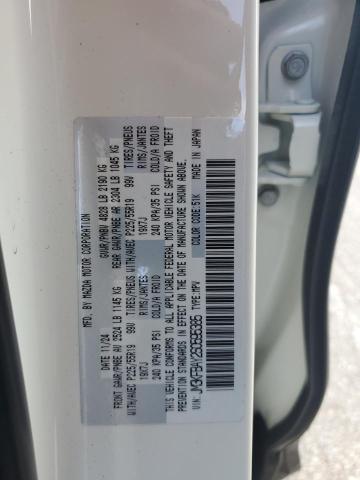 MFD. BY MAZDA MOTOR CORPORATION
DATE: 11/24 GVWR/PNBV 4828 LB 2190 KG
FRONT GAWR/PNBE AV 2524 LB 1145 KG REAR GAWR/PNBE AR 2304 LB 1045 KG
WITH/AVEC P225/55R19 99V TIRES/PNEUS WITH/AVEC P225/55R19 99V TIRES/PNEUS
19X7J RIMS/JANTES 19X7J RIMS/JANTES
240 KPA/35 PSI COLD/A FROID 240 KPA/35 PSI COLD/A FROID
THIS VEHICLE CONFORMS TO ALL APPLICABLE FEDERAL MOTOR VEHICLE SAFETY AND THEFT
PREVENTION STANDARDS IN EFFECT ON THE DATE OF MANUFACTURE SHOWN ABOVE.
MADE IN JAPAN
VIN: TYPE:MPV COLOR CODE:51K